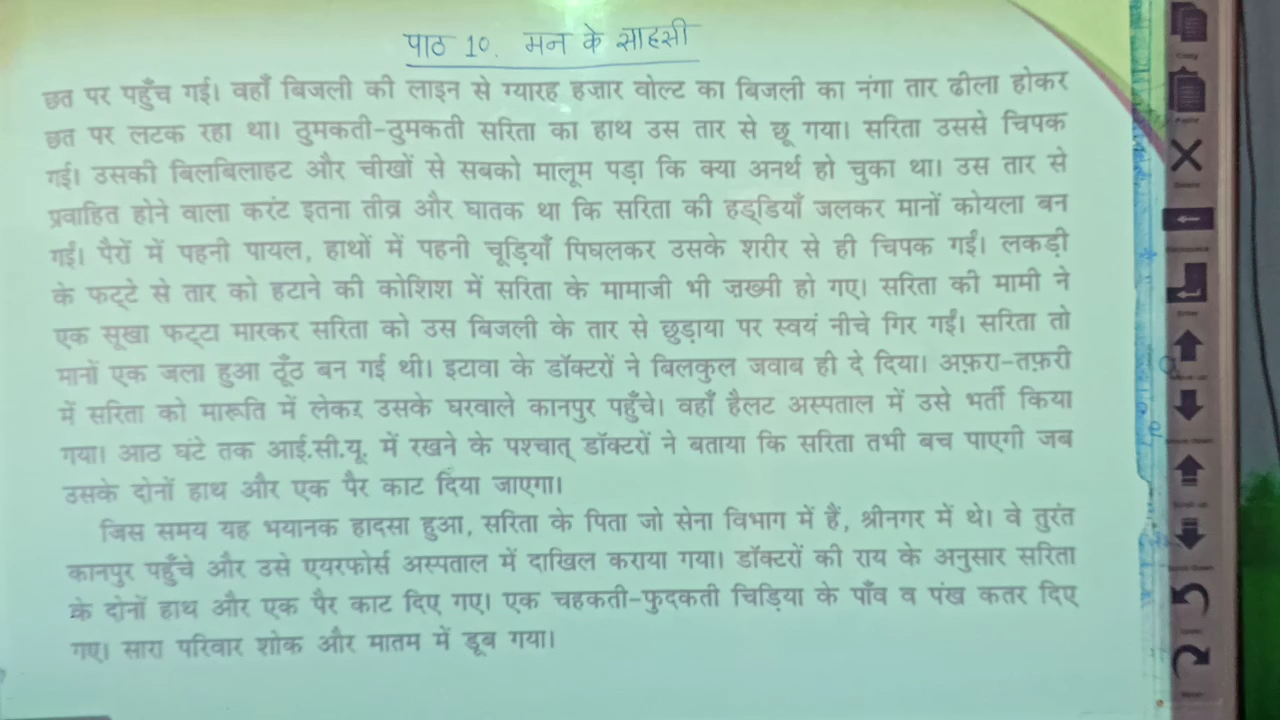 पाठ 10. मन के साहसी
छत पर पहुँच गई। वहाँ बिजली की लाइन से ग्यारह हज़ार वोल्ट का बिजली का नंगा तार ढीला होकर
छत पर लटक रहा था। ठुमकती-ठुमकती सरिता का हाथ उस तार से छू गया। सरिता उससे चिपक
गई। उसकी बिलबिलाहट और चीखों से सबको मालूम पड़ा कि क्या अनर्थ हो चुका था। उस तार से
प्रवाहित होने वाला करंट इतना तीव्र और घातक था कि सरिता की हड्डियाँ जलकर मानों कोयला बन
गईं। पैरों में पहनी पायल, हाथों में पहनी चूड़ियाँ पिघलकर उसके शरीर से ही चिपक गईं। लकड़ी
के फट्टे से तार को हटाने की कोशिश में सरिता के मामाजी भी ज़ख्मी हो गए। सरिता की मामी ने
एक सूखा फट्टा मारकर सरिता को उस बिजली के तार से छुड़ाया पर स्वयं नीचे गिर गईं। सरिता तो
मानों एक जला हुआ ठूँठ बन गई थी। इटावा के डॉक्टरों ने बिलकुल जवाब ही दे दिया। अफ़रा-तफ़री
में सरिता को मारूति में लेकर उसके घरवाले कानपुर पहुँचे। वहाँ हैलट अस्पताल में उसे भर्ती किया
गया। आठ घंटे तक आई.सी.यू. में रखने के पश्चात् डॉक्टरों ने बताया कि सरिता तभी बच पाएगी जब
उसके दोनों हाथ और एक पैर काट दिया जाएगा।
जिस समय यह भयानक हादसा हुआ, सरिता के पिता जो सेना विभाग में हैं, श्रीनगर में थे। वे तुरंत
कानपुर पहुँचे और उसे एयरफोर्स अस्पताल में दाखिल कराया गया। डॉक्टरों की राय के अनुसार सरिता
के दोनों हाथ और एक पैर काट दिए गए। एक चहकती-फुदकती चिड़िया के पाँव व पंख कतर दिए
गए। सारा परिवार शोक और मातम में डूब गया।
Copy
Paste
Delete
Enter